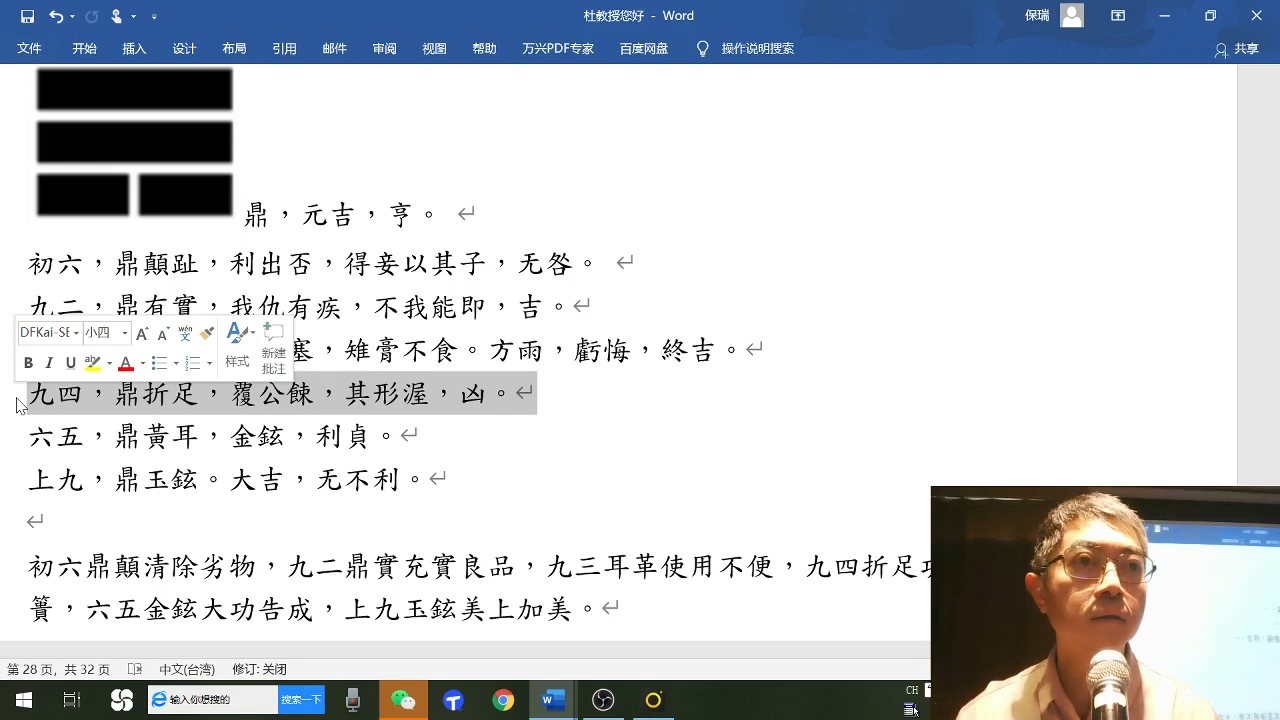 杜教授您好 - Word
保瑞
文件 开始 插入 设计 布局 引用 邮件 审阅 视图 帮助 万兴PDF专家 百度网盘 操作说明搜索 共享
鼎，元吉，亨。
初六，鼎顛趾，利出否，得妾以其子，无咎。
九二，鼎有實，我仇有疾，不我能即，吉。
塞，雉膏不食。方雨，虧悔，終吉。
DFKai-SB 小四 A A wén 文 A 样式 新建批注
B I U ab A
九四，鼎折足，覆公餗，其形渥，凶。
六五，鼎黃耳，金鉉，利貞。
上九，鼎玉鉉。大吉，无不利。
初六鼎顛清除劣物，九二鼎實充實良品，九三耳革使用不便，九四折足
簣，六五金鉉大功告成，上九玉鉉美上加美。
第 28 页，共 32 页 中文(台湾) 修订: 关闭
输入你想搜的 搜索一下 CH